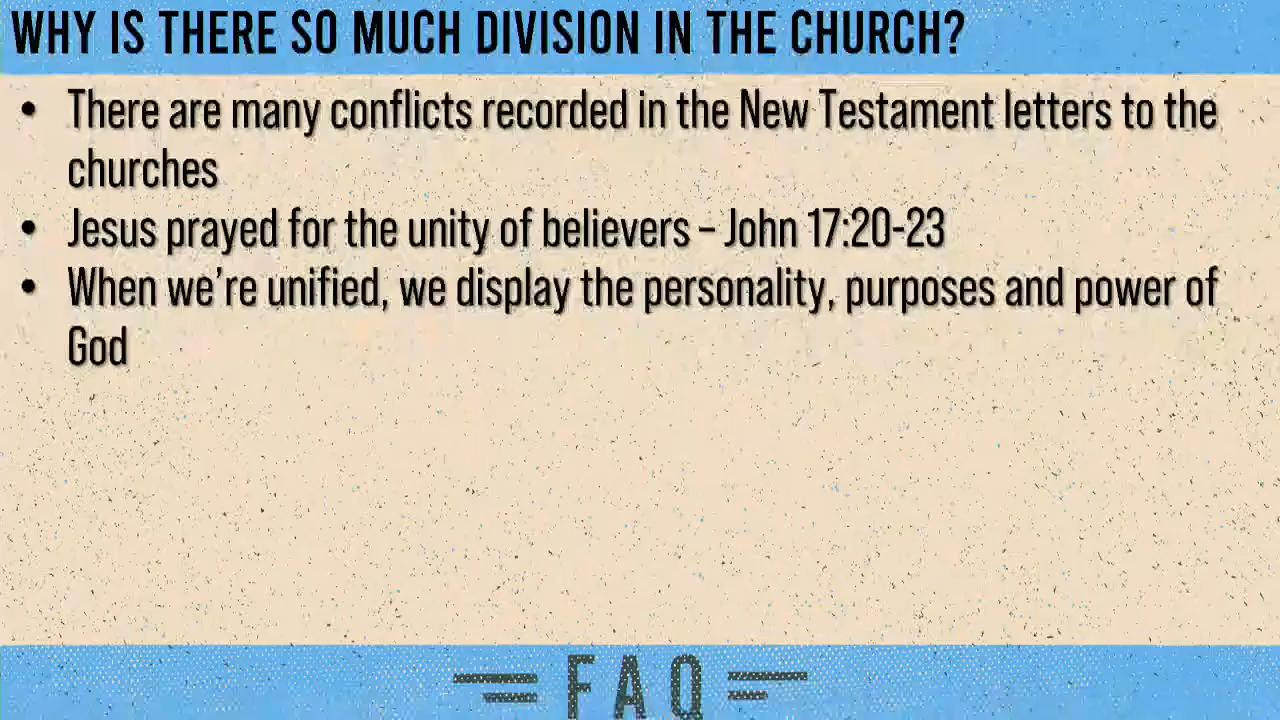 WHY IS THERE SO MUCH DIVISION IN THE CHURCH?
• There are many conflicts recorded in the New Testament letters to the
churches
• Jesus prayed for the unity of believers – John 17:20-23
• When we're unified, we display the personality, purposes and power of
God
FAQ